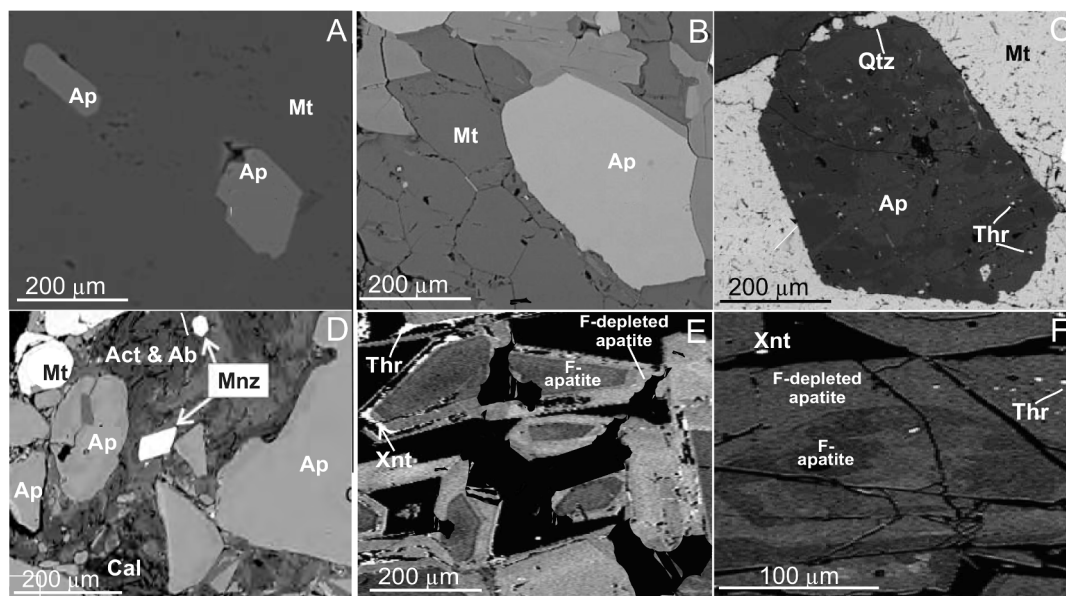 A
Ap
Mt
Ap
200 µm
B
Mt
Ap
200 µm
C
Qtz
Mt
Ap
Thr
200 µm
D
Act & Ab
Mt
Mnz
Ap
Ap
Ap
Cal
200 µm
E
F-depleted
apatite
Thr
F-
apatite
Xnt
200 µm
F
Xnt
F-depleted
apatite
Thr
F-
apatite
100 µm